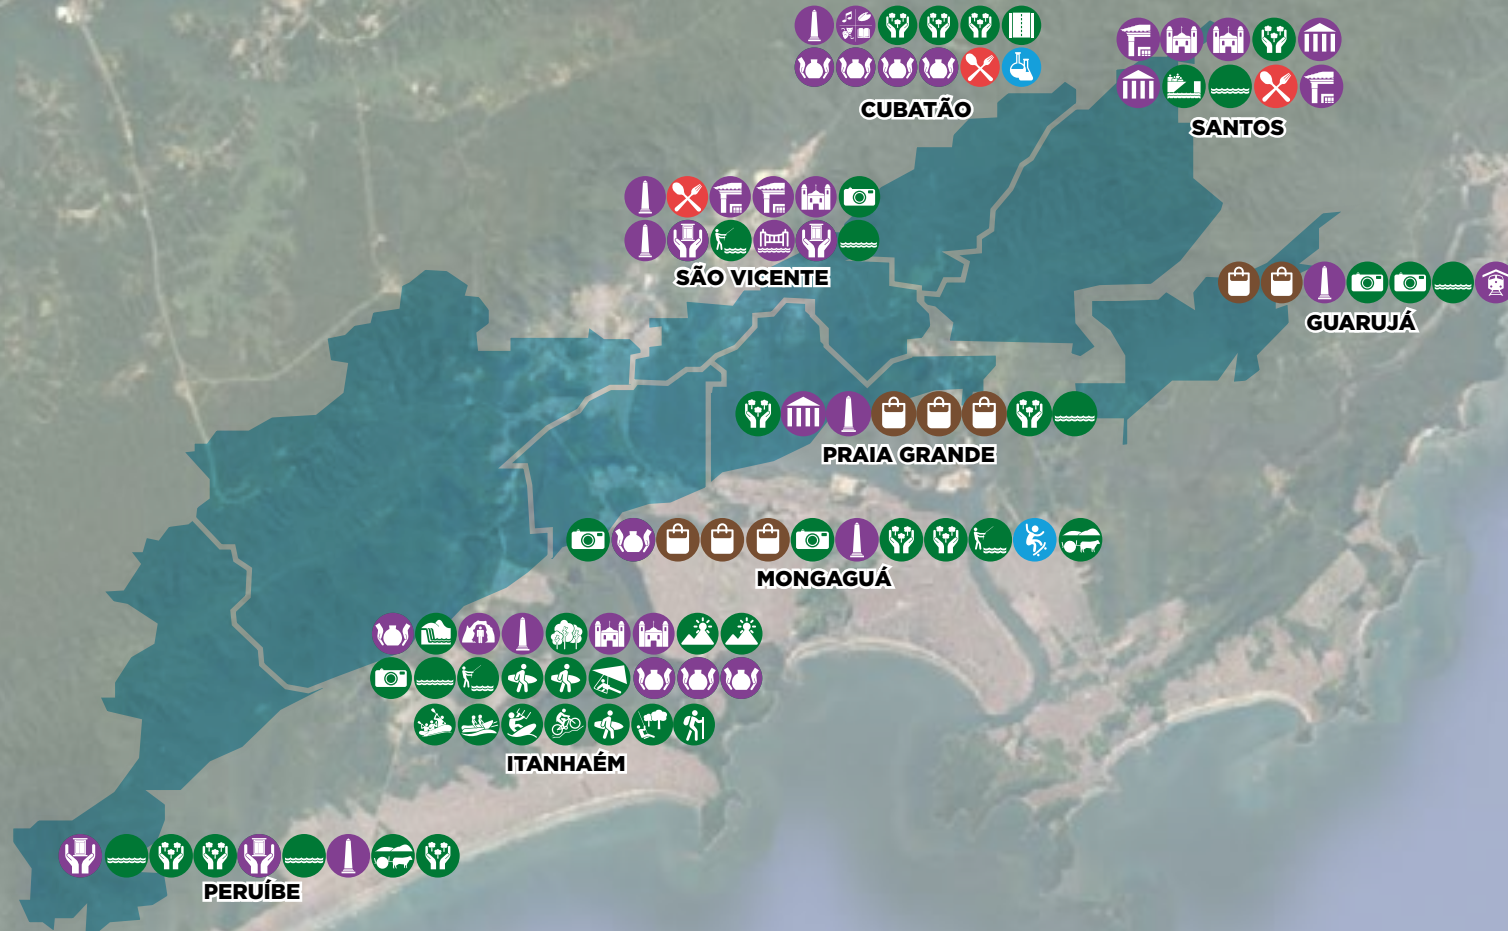 CUBATÃO
SANTOS
SÃO VICENTE
GUARUJÁ
PRAIA GRANDE
MONGAGUÁ
ITANHAÉM
PERUÍBE